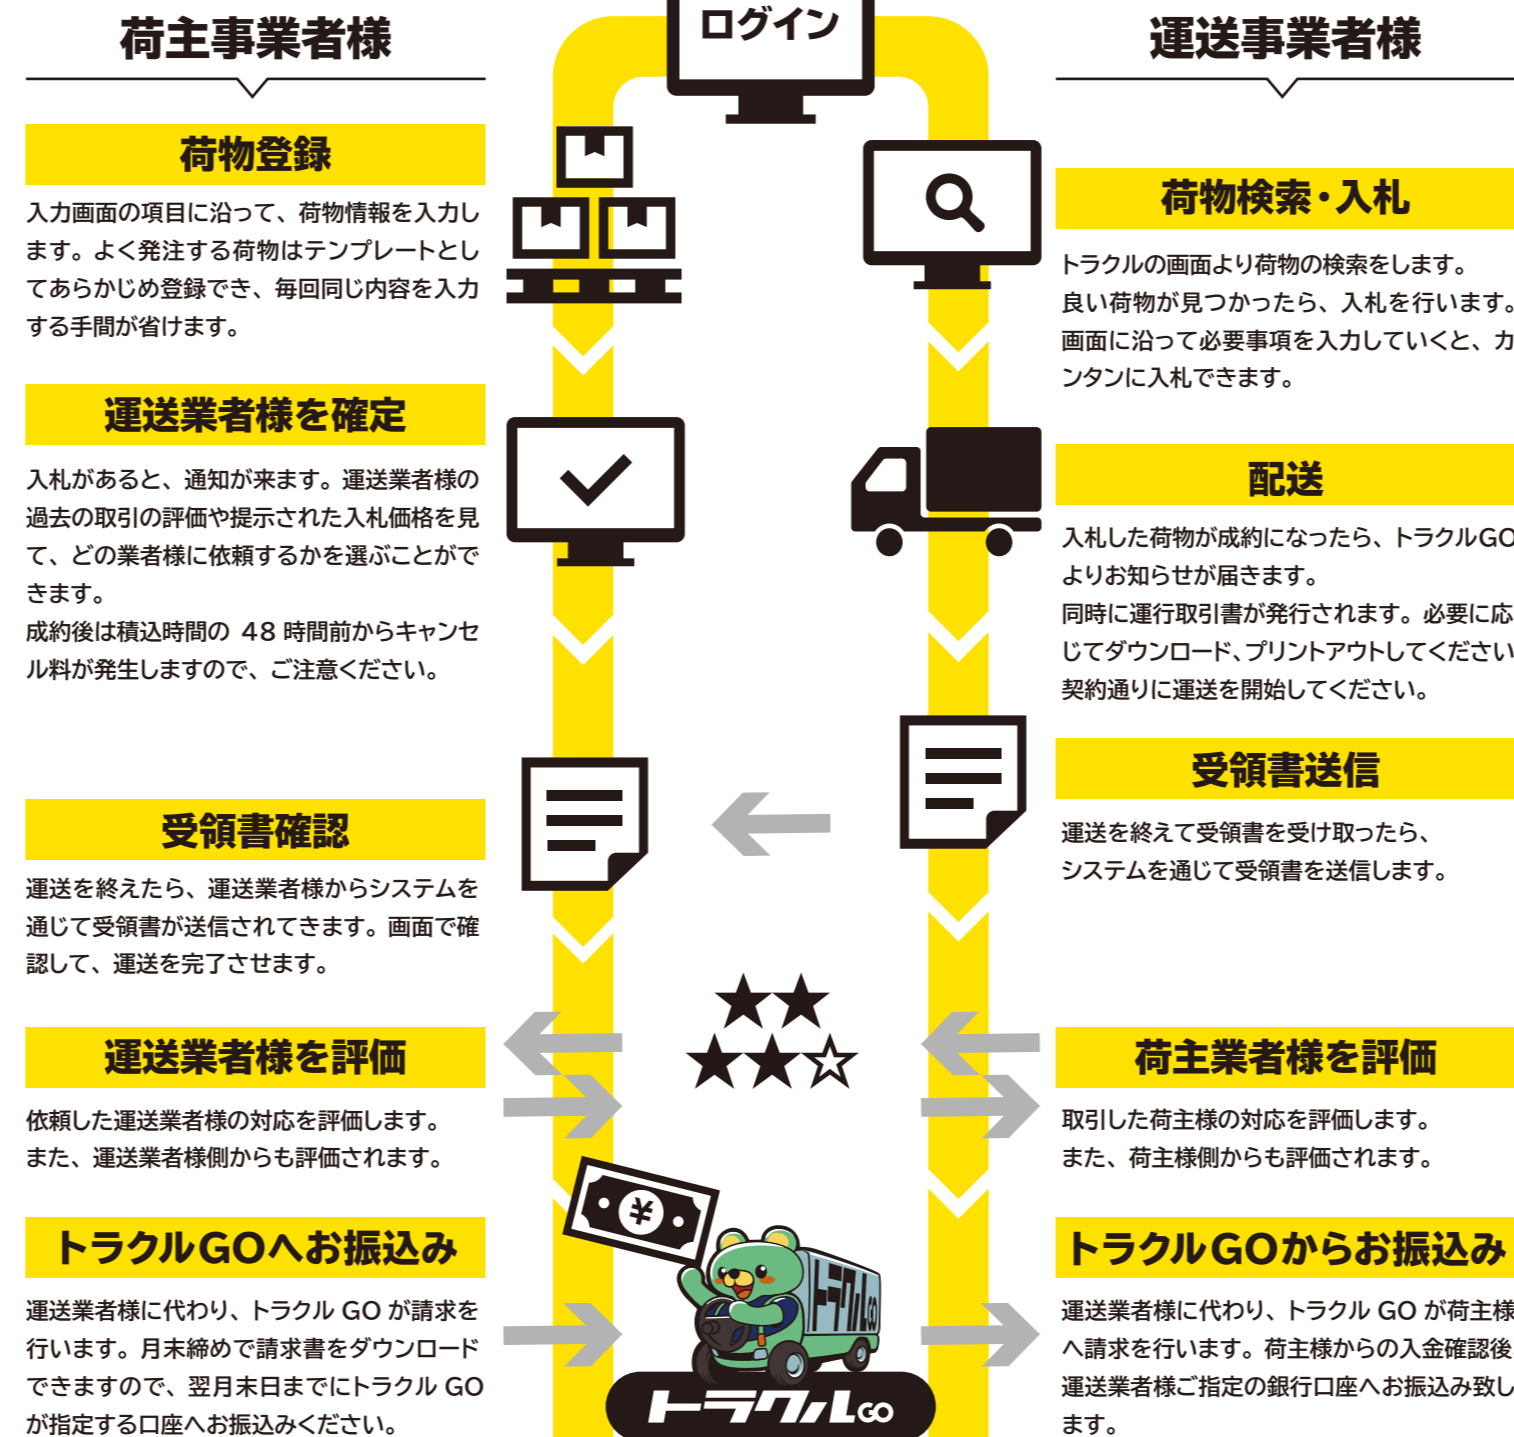 ログイン
荷主事業者様
荷物登録
入力画面の項目に沿って、荷物情報を入力し
ます。よく発注する荷物はテンプレートとし
てあらかじめ登録でき、毎回同じ内容を入力
する手間が省けます。
運送業者様を確定
入札があると、通知が来ます。運送業者様の
過去の取引の評価や提示された入札価格を見
て、どの業者様に依頼するかを選ぶことがで
きます。
成約後は積込時間の 48 時間前からキャンセ
ル料が発生しますので、ご注意ください。
受領書確認
運送を終えたら、運送業者様からシステムを
通じて受領書が送信されてきます。画面で確
認して、運送を完了させます。
運送業者様を評価
依頼した運送業者様の対応を評価します。
また、運送業者様側からも評価されます。
トラクルGOへお振込み
運送業者様に代わり、トラクル GO が請求を
行います。月末締めで請求書をダウンロード
できますので、翌月末日までにトラクル GO
が指定する口座へお振込みください。
運送事業者様
荷物検索・入札
トラクルの画面より荷物の検索をします。
良い荷物が見つかったら、入札を行います。
画面に沿って必要事項を入力していくと、カ
ンタンに入札できます。
配送
入札した荷物が成約になったら、トラクルGO
よりお知らせが届きます。
同時に運行取引書が発行されます。必要に応
じてダウンロード、プリントアウトしてください
契約通りに運送を開始してください。
受領書送信
運送を終えて受領書を受け取ったら、
システムを通じて受領書を送信します。
荷主業者様を評価
取引した荷主様の対応を評価します。
また、荷主様側からも評価されます。
トラクルGOからお振込み
運送業者様に代わり、トラクル GO が荷主様
へ請求を行います。荷主様からの入金確認後
運送業者様ご指定の銀行口座へお振込み致し
ます。
¥
トラクルGO
トラクルGO